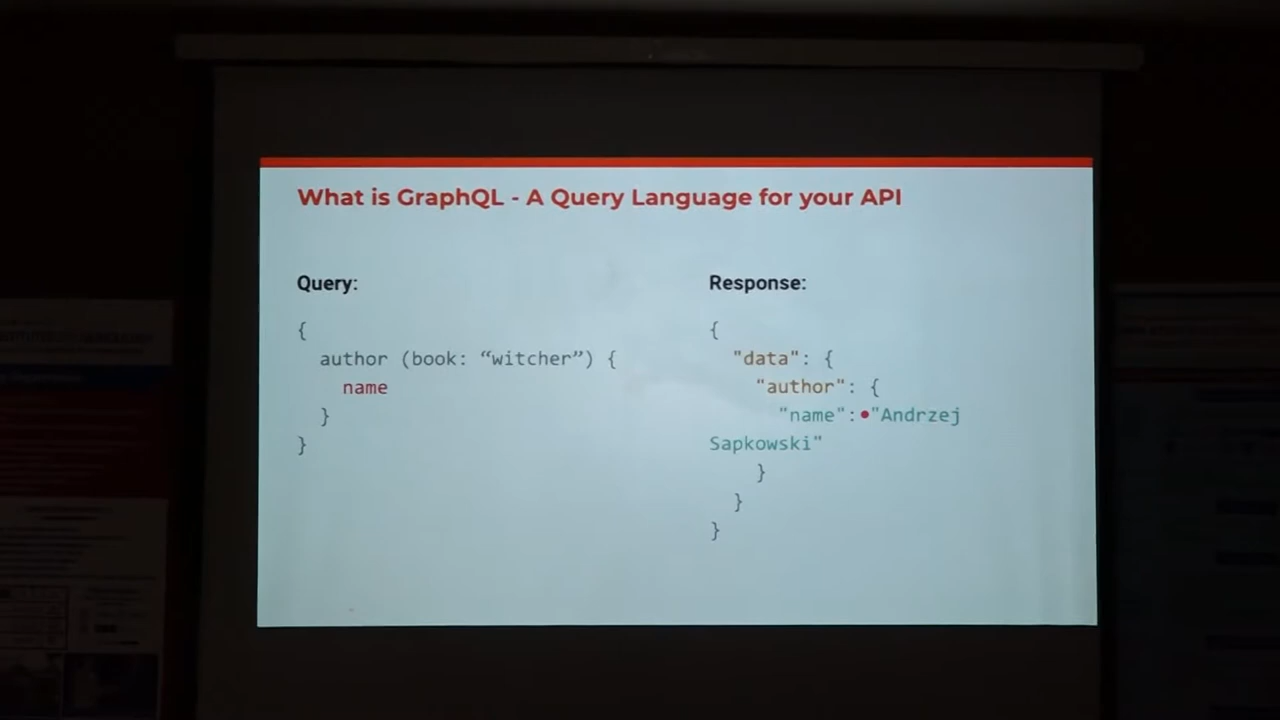 What is GraphQL - A Query Language for your API
Query:
{
  author (book: “witcher”) {
    name
  }
}
Response:
{
  "data": {
    "author": {
      "name": "Andrzej
Sapkowski"
    }
  }
}